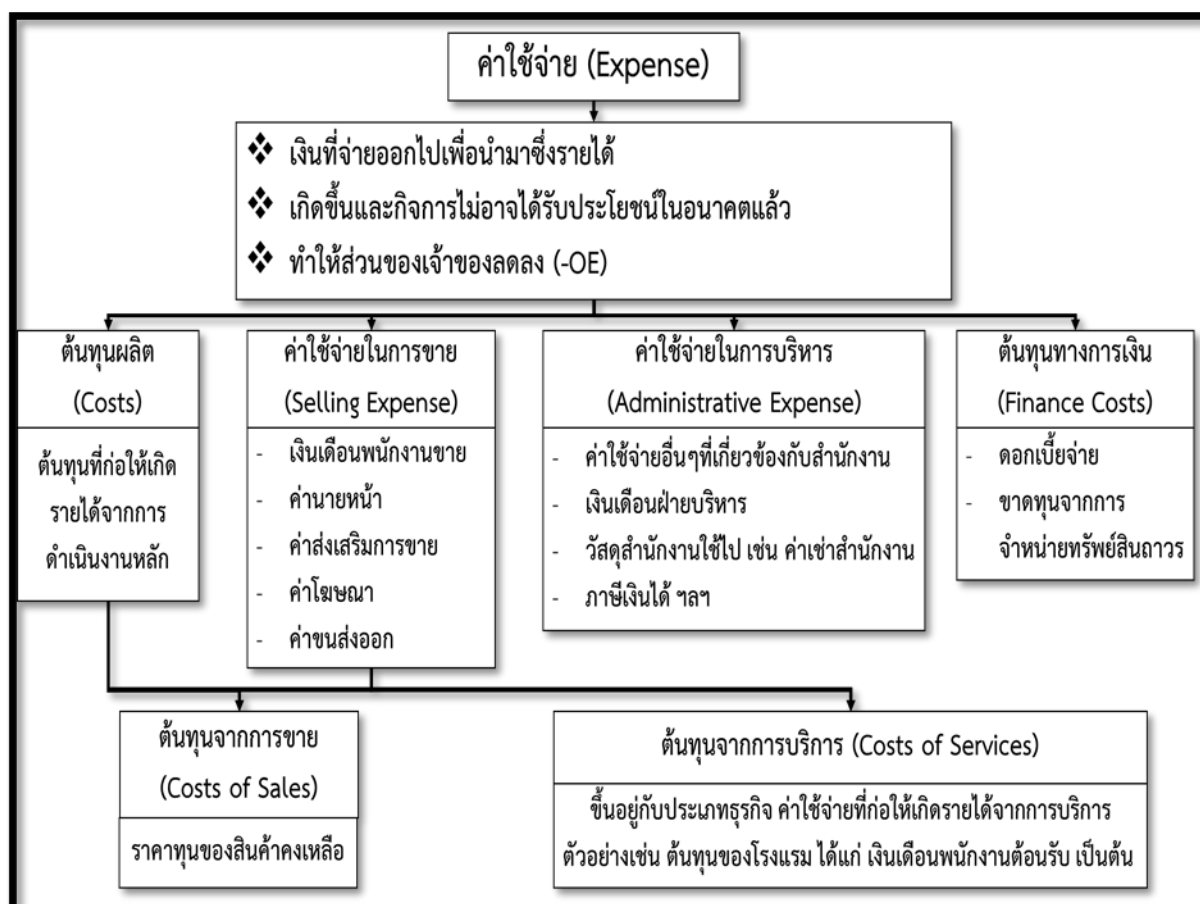 ค่าใช้จ่าย (Expense)
❖ เงินที่จ่ายออกไปเพื่อนำมาซึ่งรายได้
❖ เกิดขึ้นและกิจการไม่อาจได้รับประโยชน์ในอนาคตแล้ว
❖ ทำให้ส่วนของเจ้าของลดลง (-OE)
ต้นทุนผลิต
(Costs)
ต้นทุนที่ก่อให้เกิด
รายได้จากการ
ดำเนินงานหลัก
ค่าใช้จ่ายในการขาย
(Selling Expense)
- เงินเดือนพนักงานขาย
- ค่านายหน้า
- ค่าส่งเสริมการขาย
- ค่าโฆษณา
- ค่าขนส่งออก
ค่าใช้จ่ายในการบริหาร
(Administrative Expense)
- ค่าใช้จ่ายอื่นๆที่เกี่ยวข้องกับสำนักงาน
- เงินเดือนฝ่ายบริหาร
- วัสดุสำนักงานใช้ไป เช่น ค่าเช่าสำนักงาน
- ภาษีเงินได้ ฯลฯ
ต้นทุนทางการเงิน
(Finance Costs)
- ดอกเบี้ยจ่าย
- ขาดทุนจากการ
จำหน่ายทรัพย์สินถาวร
ต้นทุนจากการขาย
(Costs of Sales)
ราคาทุนของสินค้าคงเหลือ
ต้นทุนจากการบริการ (Costs of Services)
ขึ้นอยู่กับประเภทธุรกิจ ค่าใช้จ่ายที่ก่อให้เกิดรายได้จากการบริการ
ตัวอย่างเช่น ต้นทุนของโรงแรม ได้แก่ เงินเดือนพนักงานต้อนรับ เป็นต้น